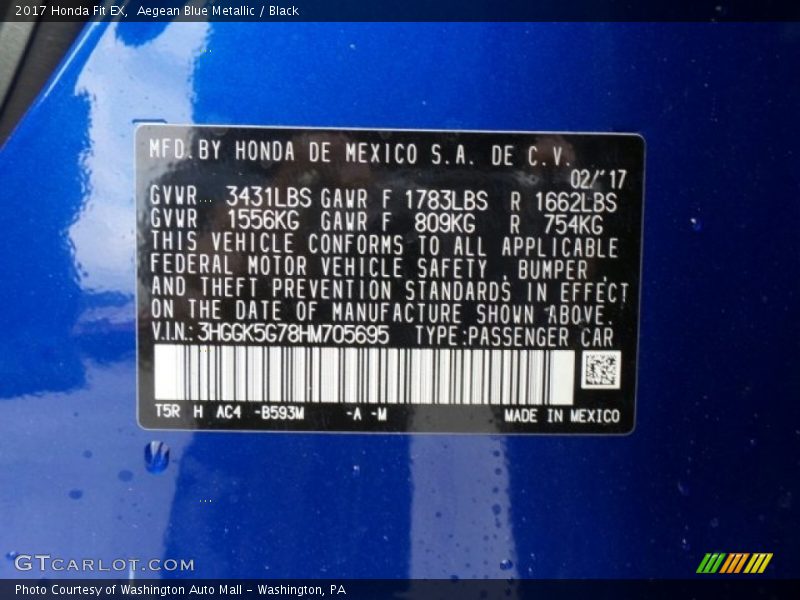 2017 Honda Fit EX,  Aegean Blue Metallic / Black
MFD.BY HONDA DE MEXICO S.A. DE C.V.
02/'17
GVWR 3431LBS GAWR F 1783LBS R 1662LBS
GVWR 1556KG GAWR F 809KG R 754KG
THIS VEHICLE CONFORMS TO ALL APPLICABLE
FEDERAL MOTOR VEHICLE SAFETY, BUMPER,
AND THEFT PREVENTION STANDARDS IN EFFECT
ON THE DATE OF MANUFACTURE SHOWN ABOVE.
V.I.N.: 3HGGK5G78HM705695 TYPE:PASSENGER CAR
T5R H AC4 -B593M -A -M MADE IN MEXICO
GTCARLOT.COM
Photo Courtesy of Washington Auto Mall - Washington, PA